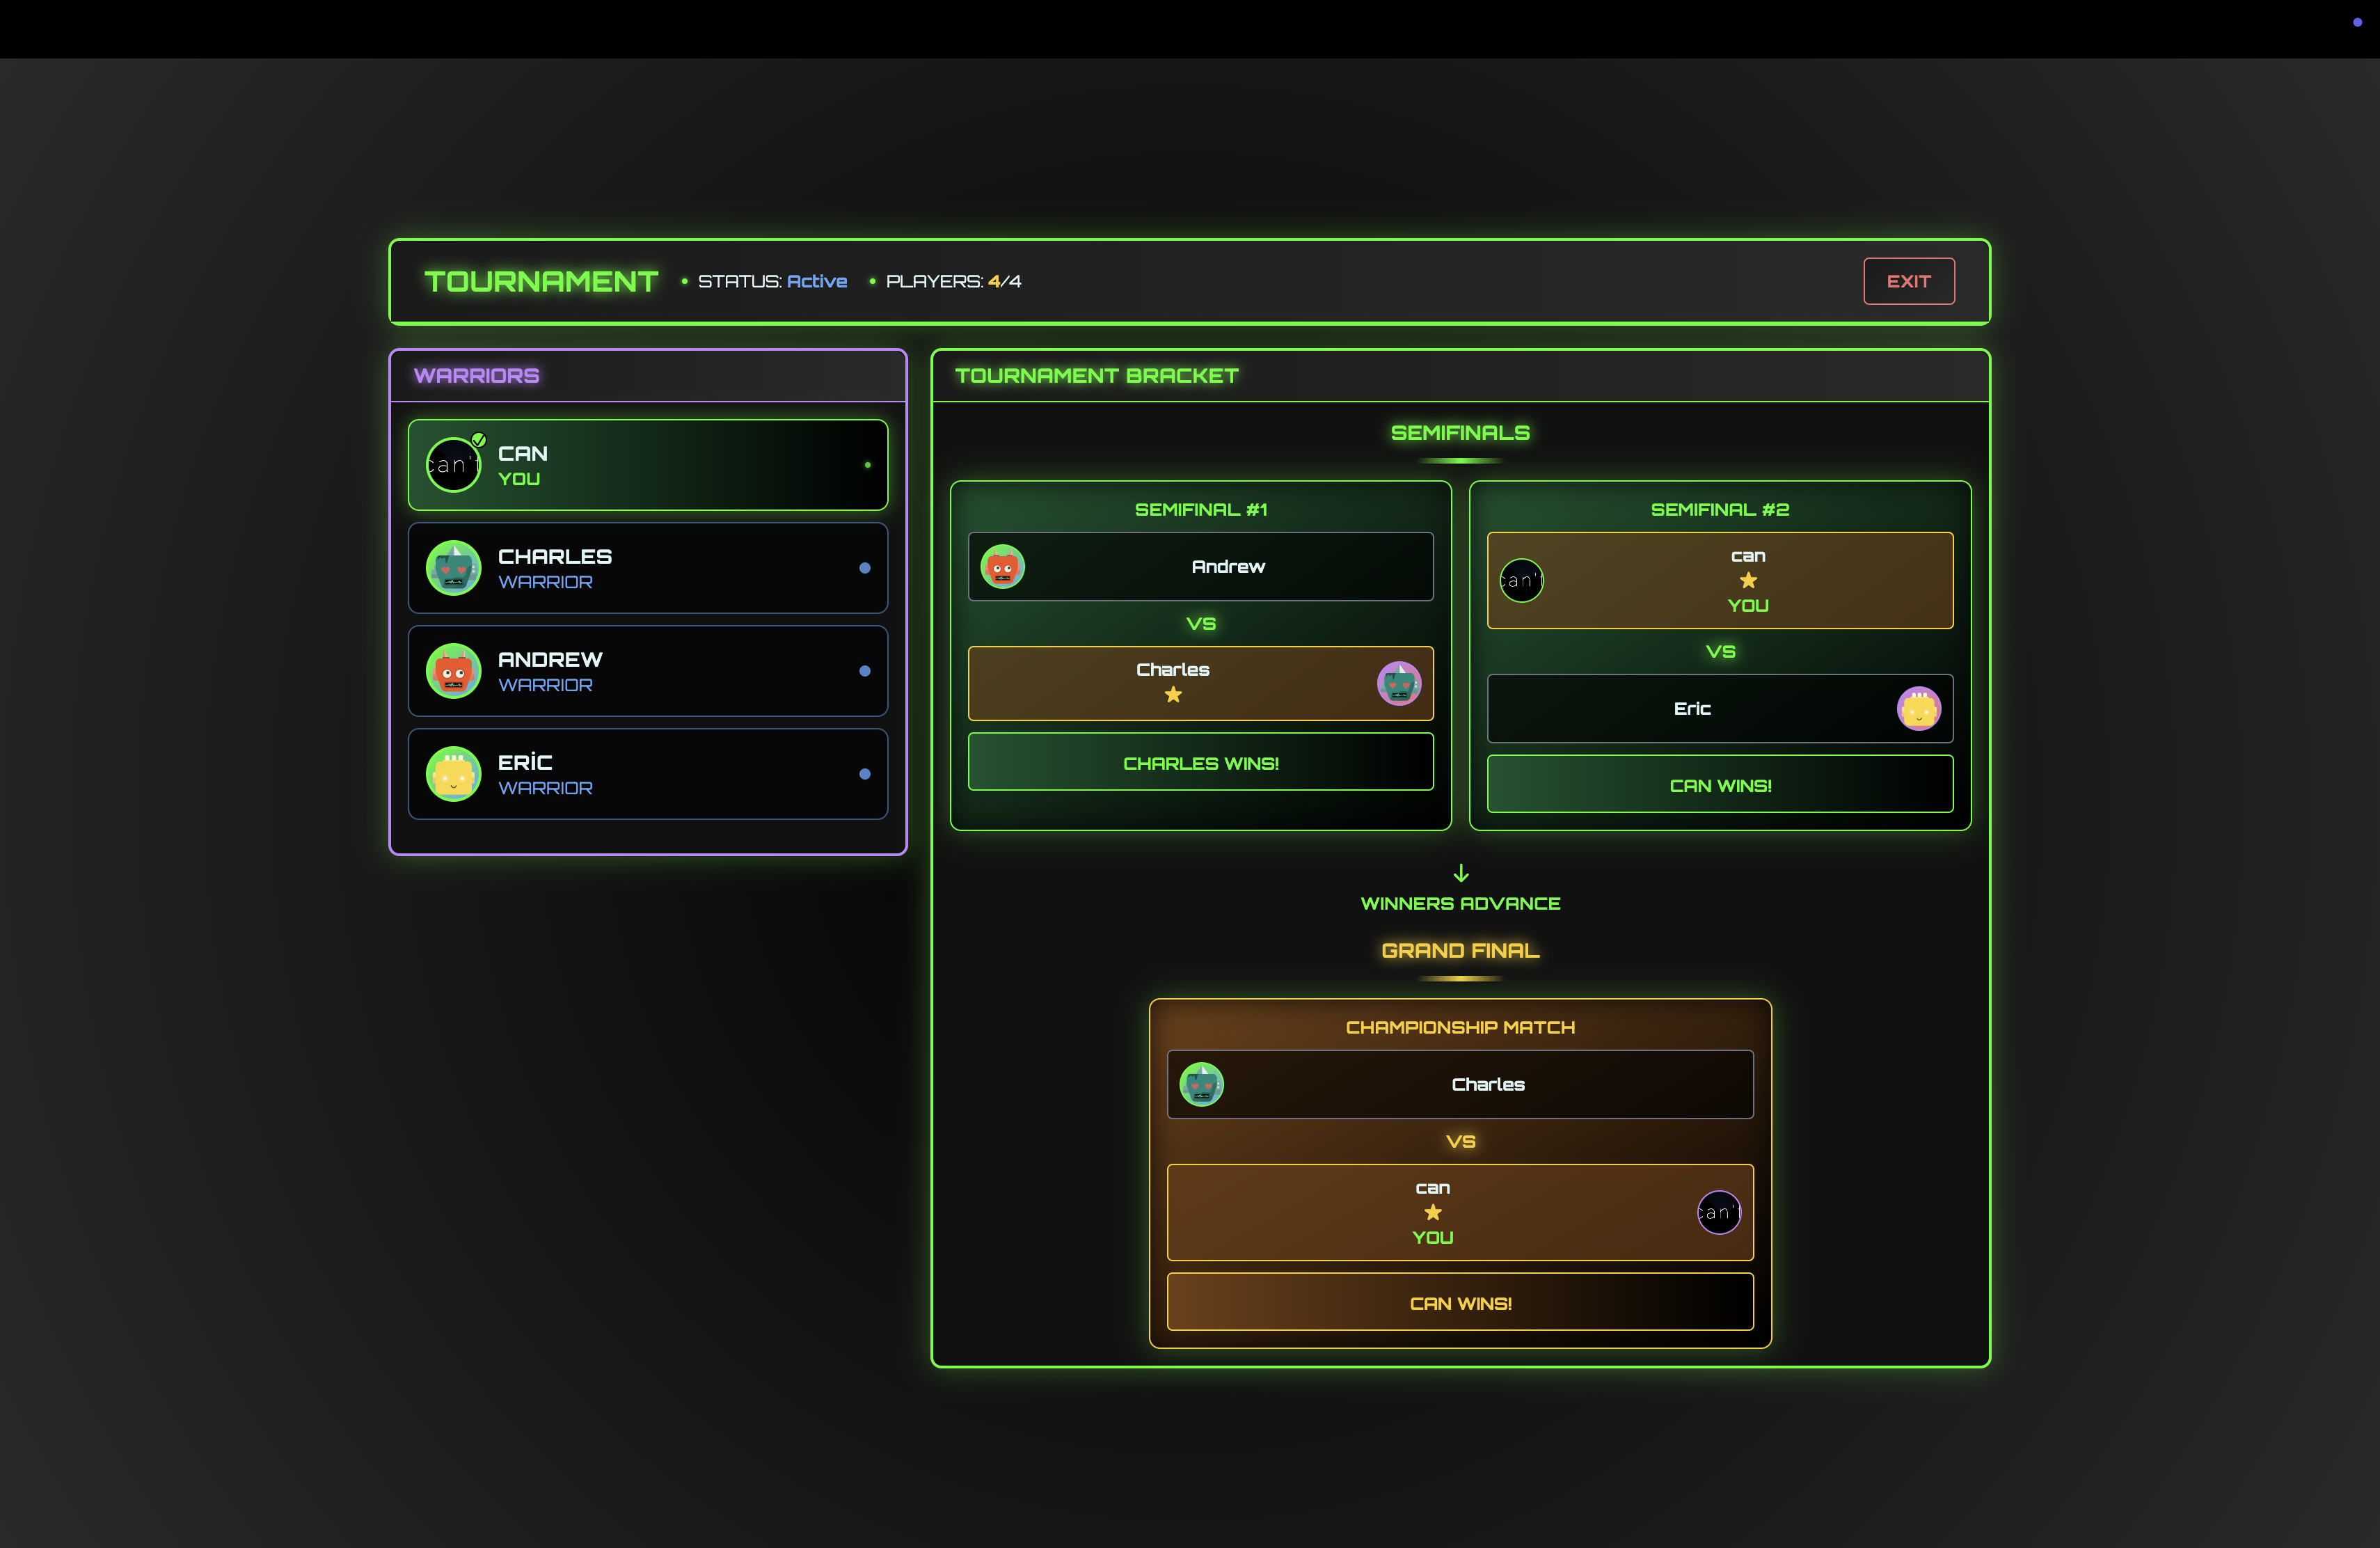 TOURNAMENT
STATUS: Active
PLAYERS: 4/4
EXIT
WARRIORS
can't
CAN
YOU
CHARLES
WARRIOR
ANDREW
WARRIOR
ERİC
WARRIOR
TOURNAMENT BRACKET
SEMIFINALS
SEMIFINAL #1
Andrew
VS
Charles
CHARLES WINS!
SEMIFINAL #2
can't
can
YOU
VS
Eric
CAN WINS!
WINNERS ADVANCE
GRAND FINAL
CHAMPIONSHIP MATCH
Charles
VS
can
YOU
can't
CAN WINS!